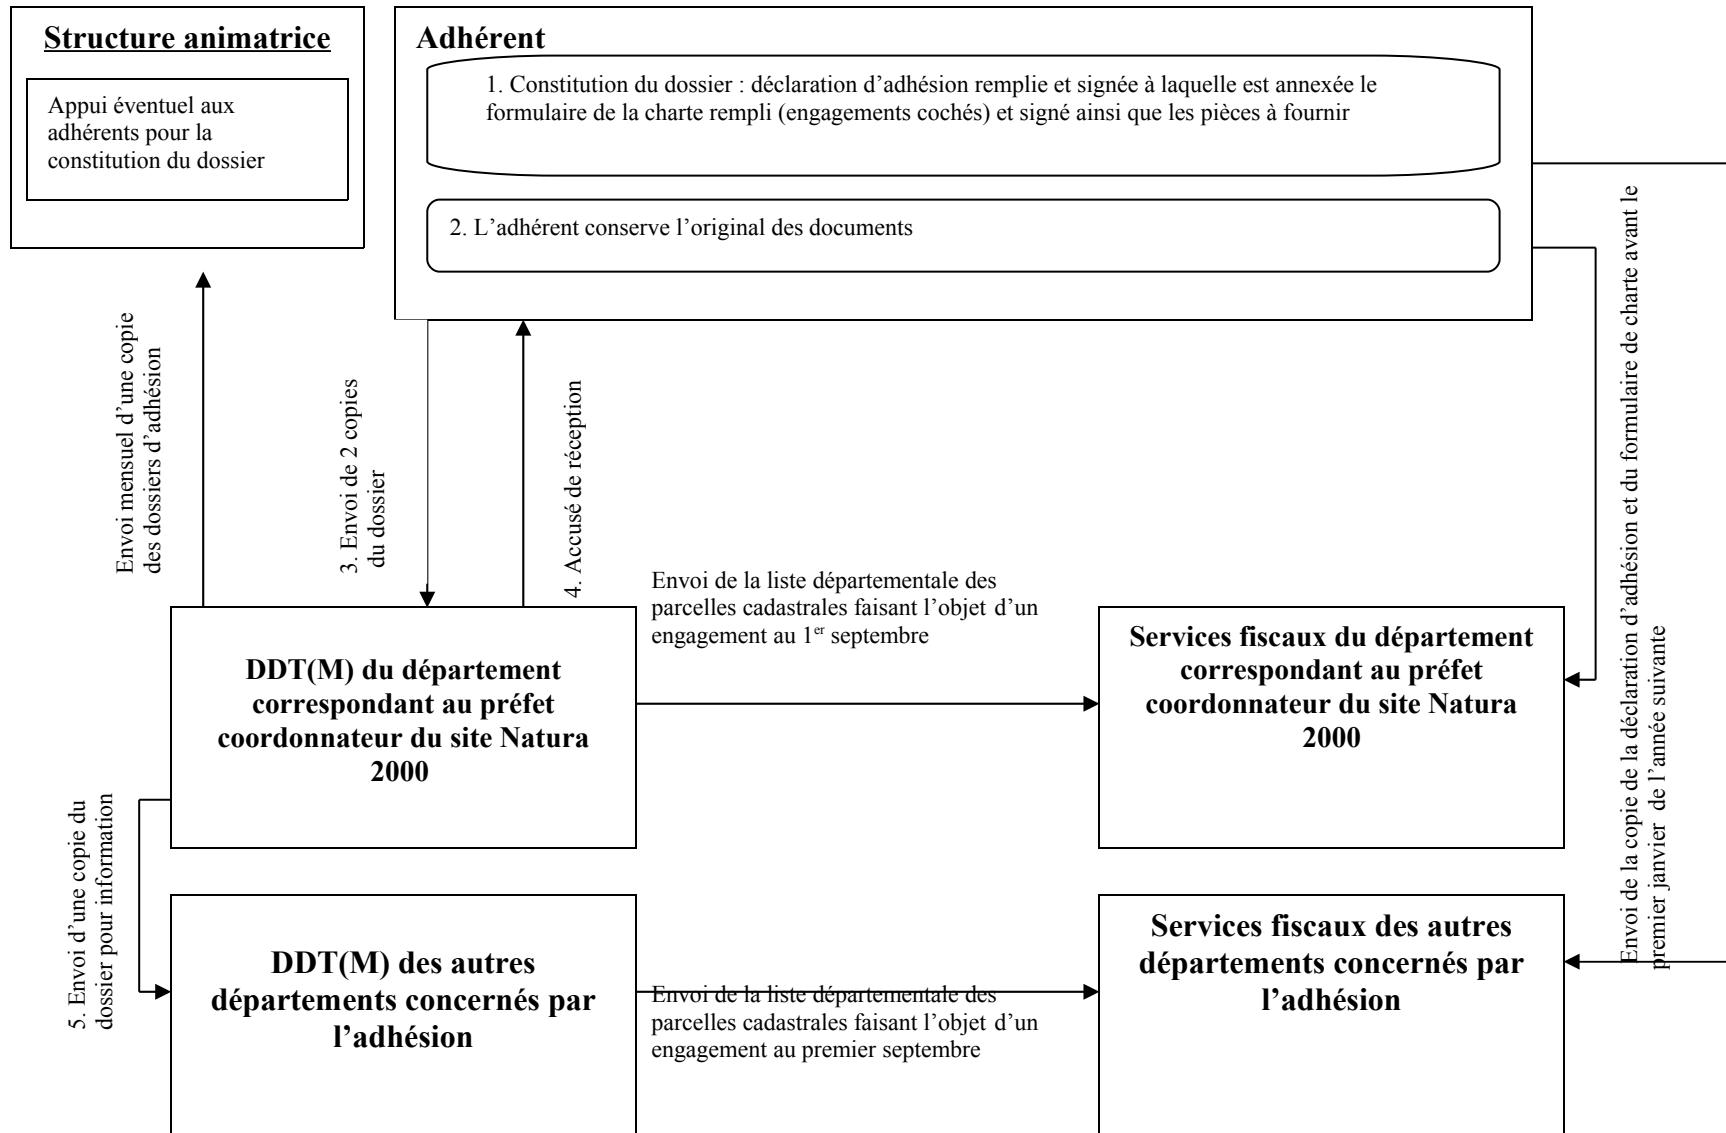 Structure animatrice
Appui éventuel aux
adhérents pour la
constitution du dossier
Adhérent
1. Constitution du dossier : déclaration d’adhésion remplie et signée à laquelle est annexée le
formulaire de la charte rempli (engagements cochés) et signé ainsi que les pièces à fournir
2. L’adhérent conserve l’original des documents
Envoi mensuel d’une copie
des dossiers d’adhésion
3. Envoi de 2 copies
du dossier
4. Accusé de réception
Envoi de la copie de la déclaration d’adhésion et du formulaire de charte avant le
premier janvier de l’année suivante
Envoi de la liste départementale des
parcelles cadastrales faisant l’objet d’un
engagement au 1er septembre
DDT(M) du département
correspondant au préfet
coordonnateur du site Natura
2000
Services fiscaux du département
correspondant au préfet
coordonnateur du site Natura
2000
5. Envoi d’une copie du
dossier pour information
DDT(M) des autres
départements concernés par
l’adhésion
Envoi de la liste départementale des
parcelles cadastrales faisant l’objet d’un
engagement au premier septembre
Services fiscaux des autres
départements concernés par
l’adhésion